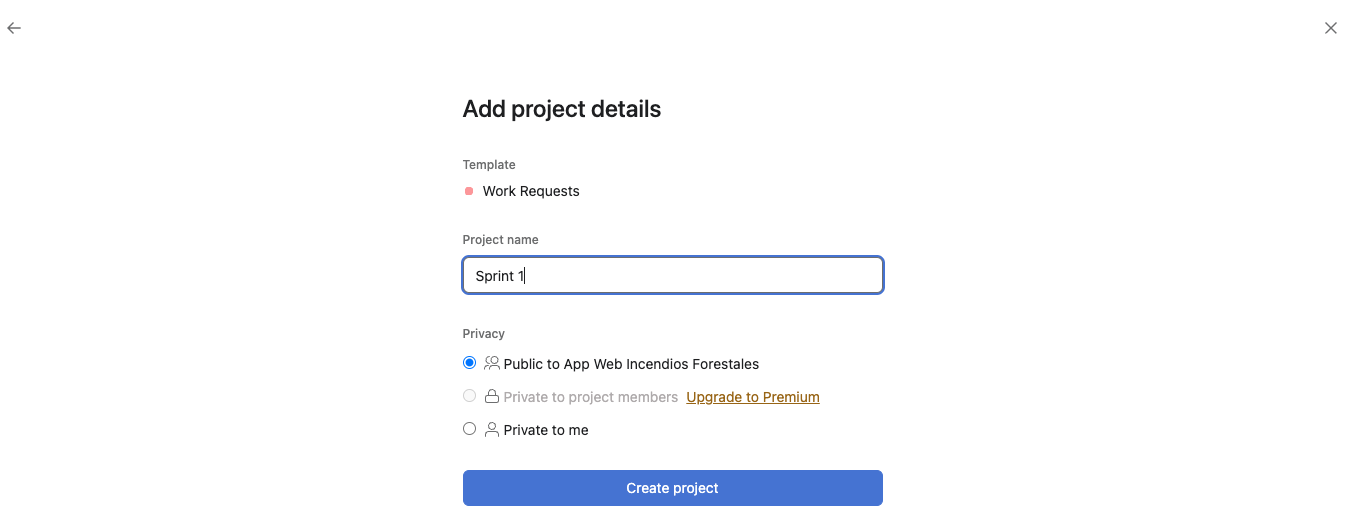 Add project details
Template
Work Requests
Project name
Sprint 1
Privacy
Public to App Web Incendios Forestales
Private to project members Upgrade to Premium
Private to me
Create project